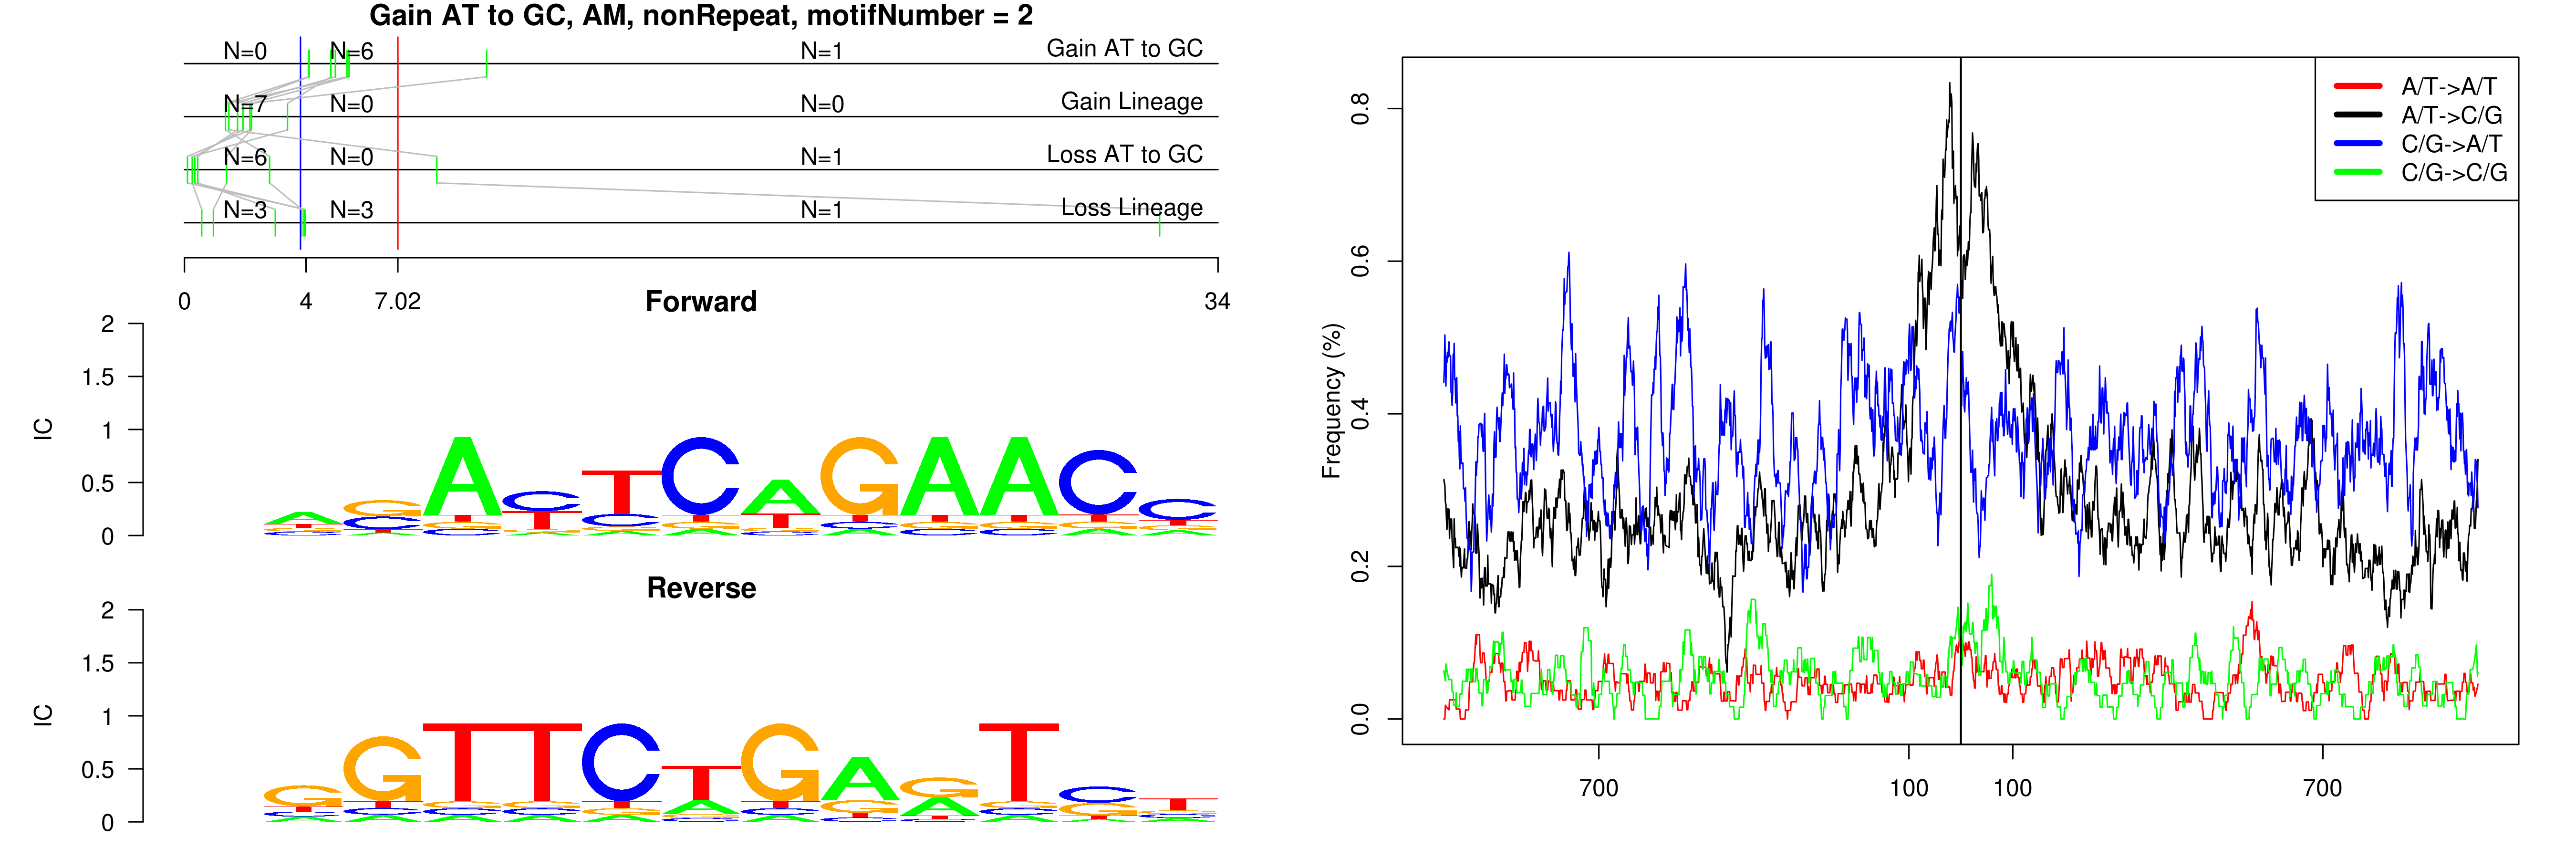 Gain AT to GC, AM, nonRepeat, motifNumber = 2
N=0 N=6 N=1 Gain AT to GC
N=7 N=0 N=0 Gain Lineage
N=6 N=0 N=1 Loss AT to GC
N=3 N=3 N=1 Loss Lineage
0 4 7.02 34
Forward
IC
2
1.5
1
0.5
0
A G A C T C A G A A C C
Reverse
IC
2
1.5
1
0.5
0
G G T T C T G A G T C T
Frequency (%)
0.8
0.6
0.4
0.2
0.0
700 100 100 700
A/T->A/T
A/T->C/G
C/G->A/T
C/G->C/G